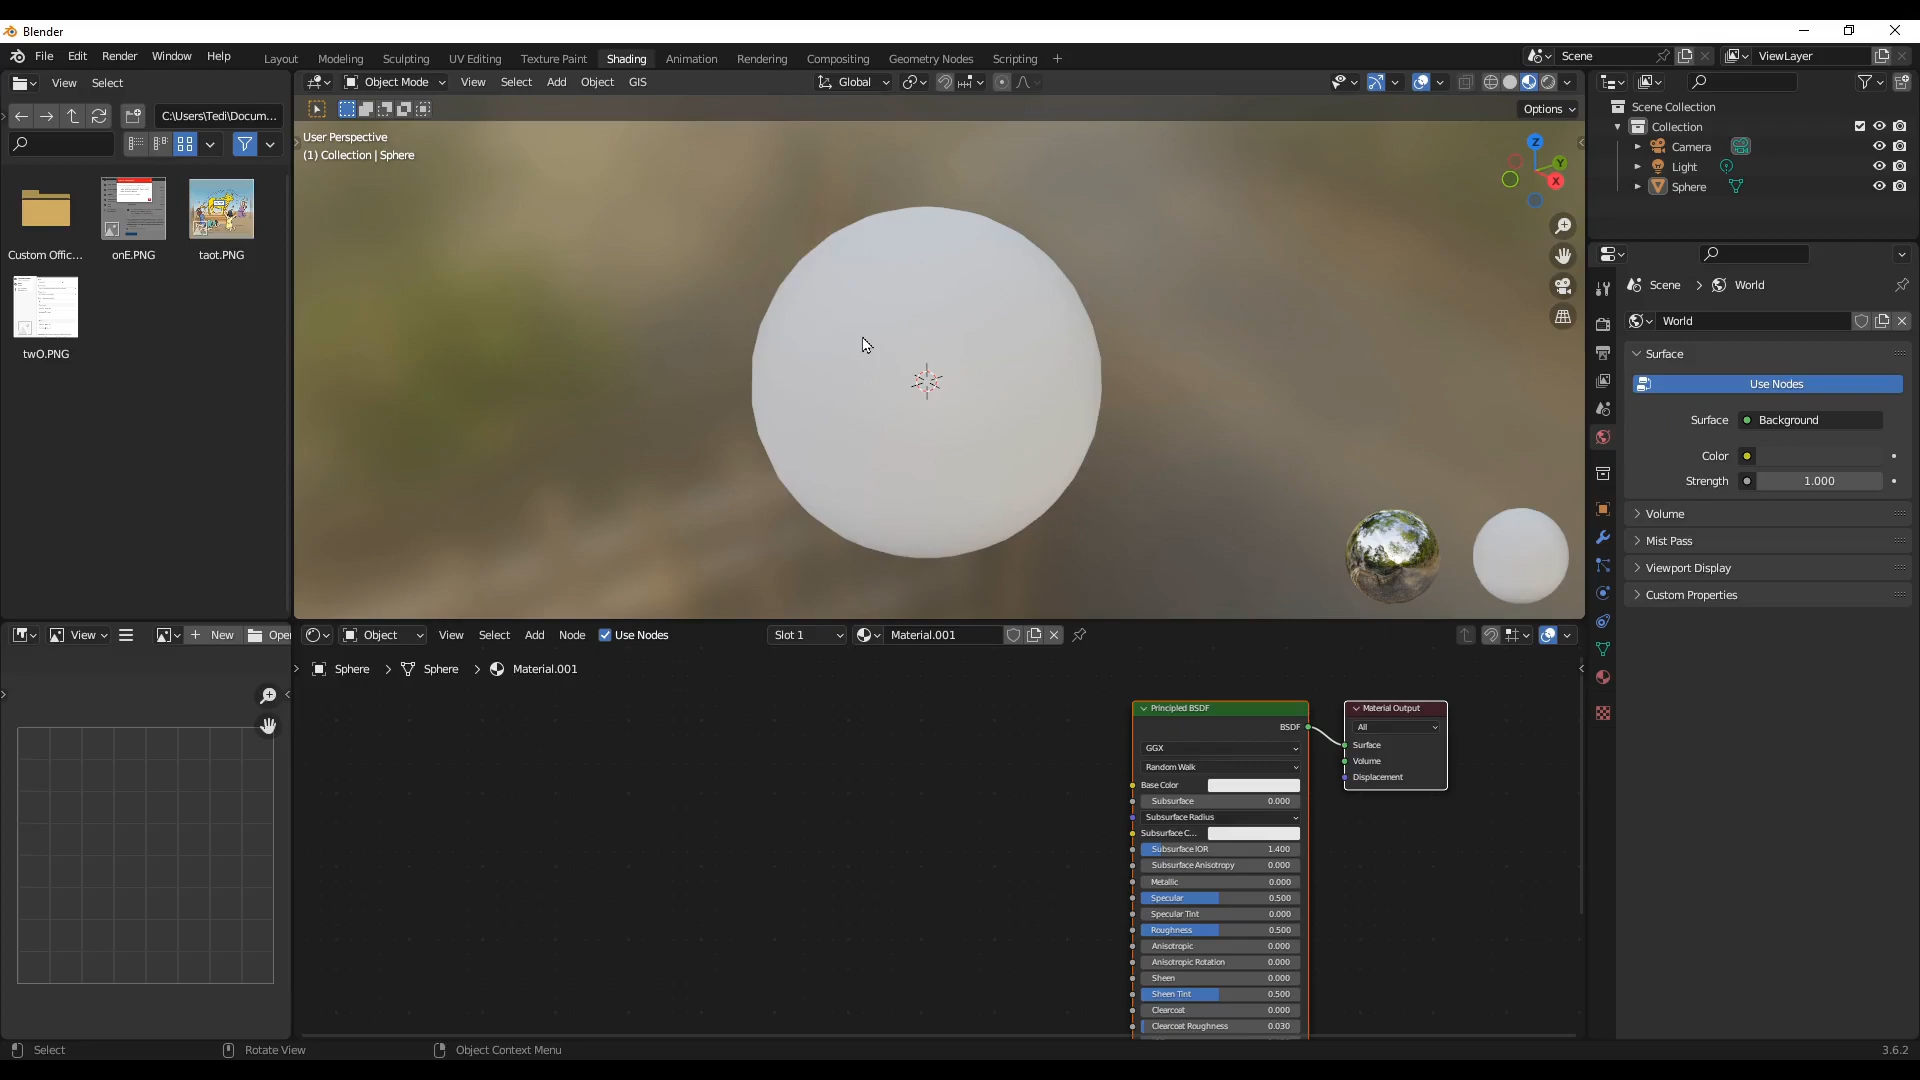 Blender
File Edit Render Window Help
Layout Modeling Sculpting UV Editing Texture Paint Shading Animation Rendering Compositing Geometry Nodes Scripting +
Scene
ViewLayer
View Select
Object Mode View Select Add Object GIS
Global
C:\Users\Tedi\Docum...
Options
User Perspective
(1) Collection | Sphere
Z
Y
X
Custom Offic...
onE.PNG
taot.PNG
twO.PNG
Scene Collection
Collection
Camera
Light
Sphere
Scene > World
World
Surface
Use Nodes
Surface Background
Color
Strength 1.000
Volume
Mist Pass
Viewport Display
Custom Properties
View
+ New
Open
Object View Select Add Node Use Nodes
Slot 1
Material.001
Sphere > Sphere > Material.001
Principled BSDF
BSDF
GGX
Random Walk
Base Color
Subsurface 0.000
Subsurface Radius
Subsurface C...
Subsurface IOR 1.400
Subsurface Anisotropy 0.000
Metallic 0.000
Specular 0.500
Specular Tint 0.000
Roughness 0.500
Anisotropic 0.000
Anisotropic Rotation 0.000
Sheen 0.000
Sheen Tint 0.500
Clearcoat 0.000
Clearcoat Roughness 0.030
Material Output
All
Surface
Volume
Displacement
Select
Rotate View
Object Context Menu
3.6.2